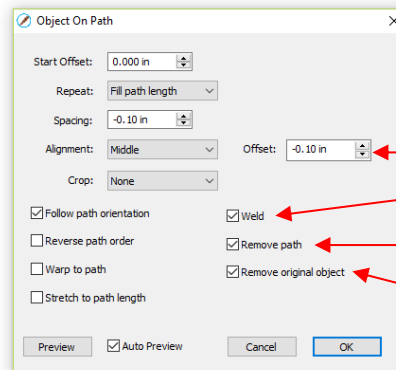 Object On Path
Start Offset: 0.000 in
Repeat: Fill path length
Spacing: -0.10 in
Alignment: Middle Offset: -0.10 in
Crop: None
Follow path orientation Weld
Reverse path order Remove path
Warp to path Remove original object
Stretch to path length
Preview Auto Preview Cancel OK